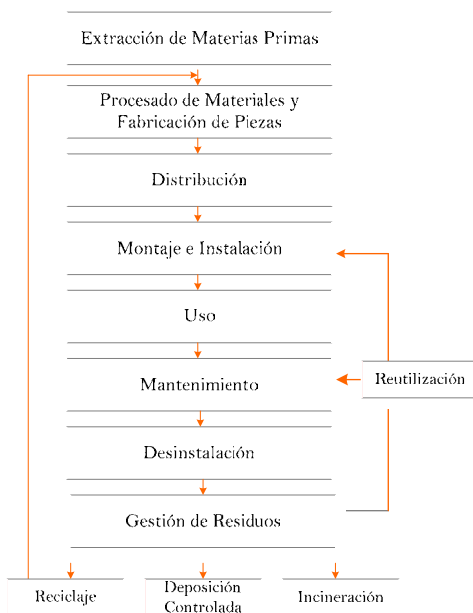 Extracción de Materias Primas
Procesado de Materiales y
Fabricación de Piezas
Distribución
Montaje e Instalación
Uso
Mantenimiento
Reutilización
Desinstalación
Gestión de Residuos
Reciclaje
Deposición
Controlada
Incineración